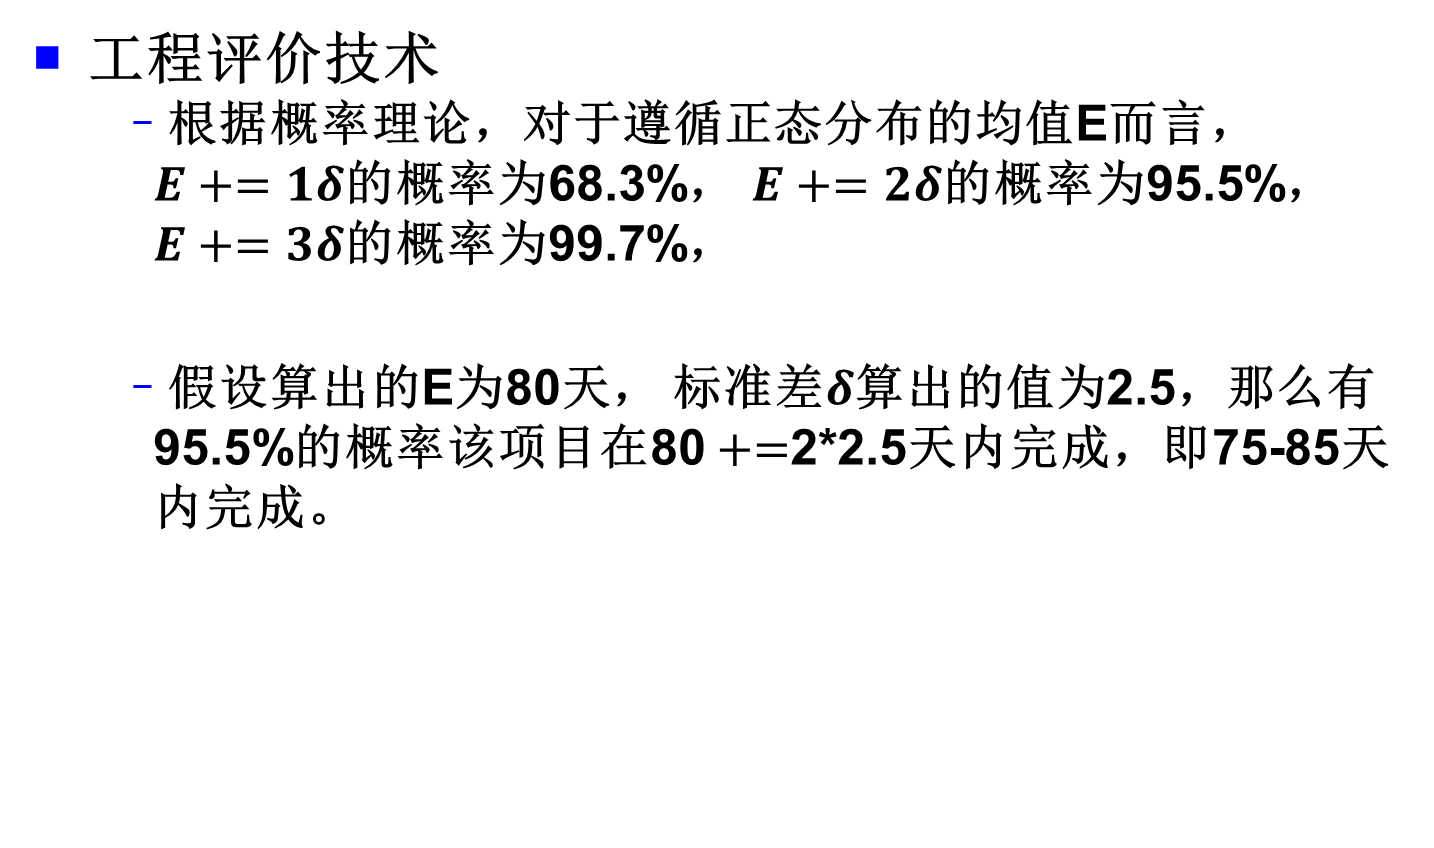 工程评价技术
– 根据概率理论，对于遵循正态分布的均值E而言，
E += 1δ的概率为68.3%， E += 2δ的概率为95.5%，
E += 3δ的概率为99.7%，
– 假设算出的E为80天， 标准差δ算出的值为2.5，那么有
95.5%的概率该项目在80 +=2*2.5天内完成，即75-85天
内完成。